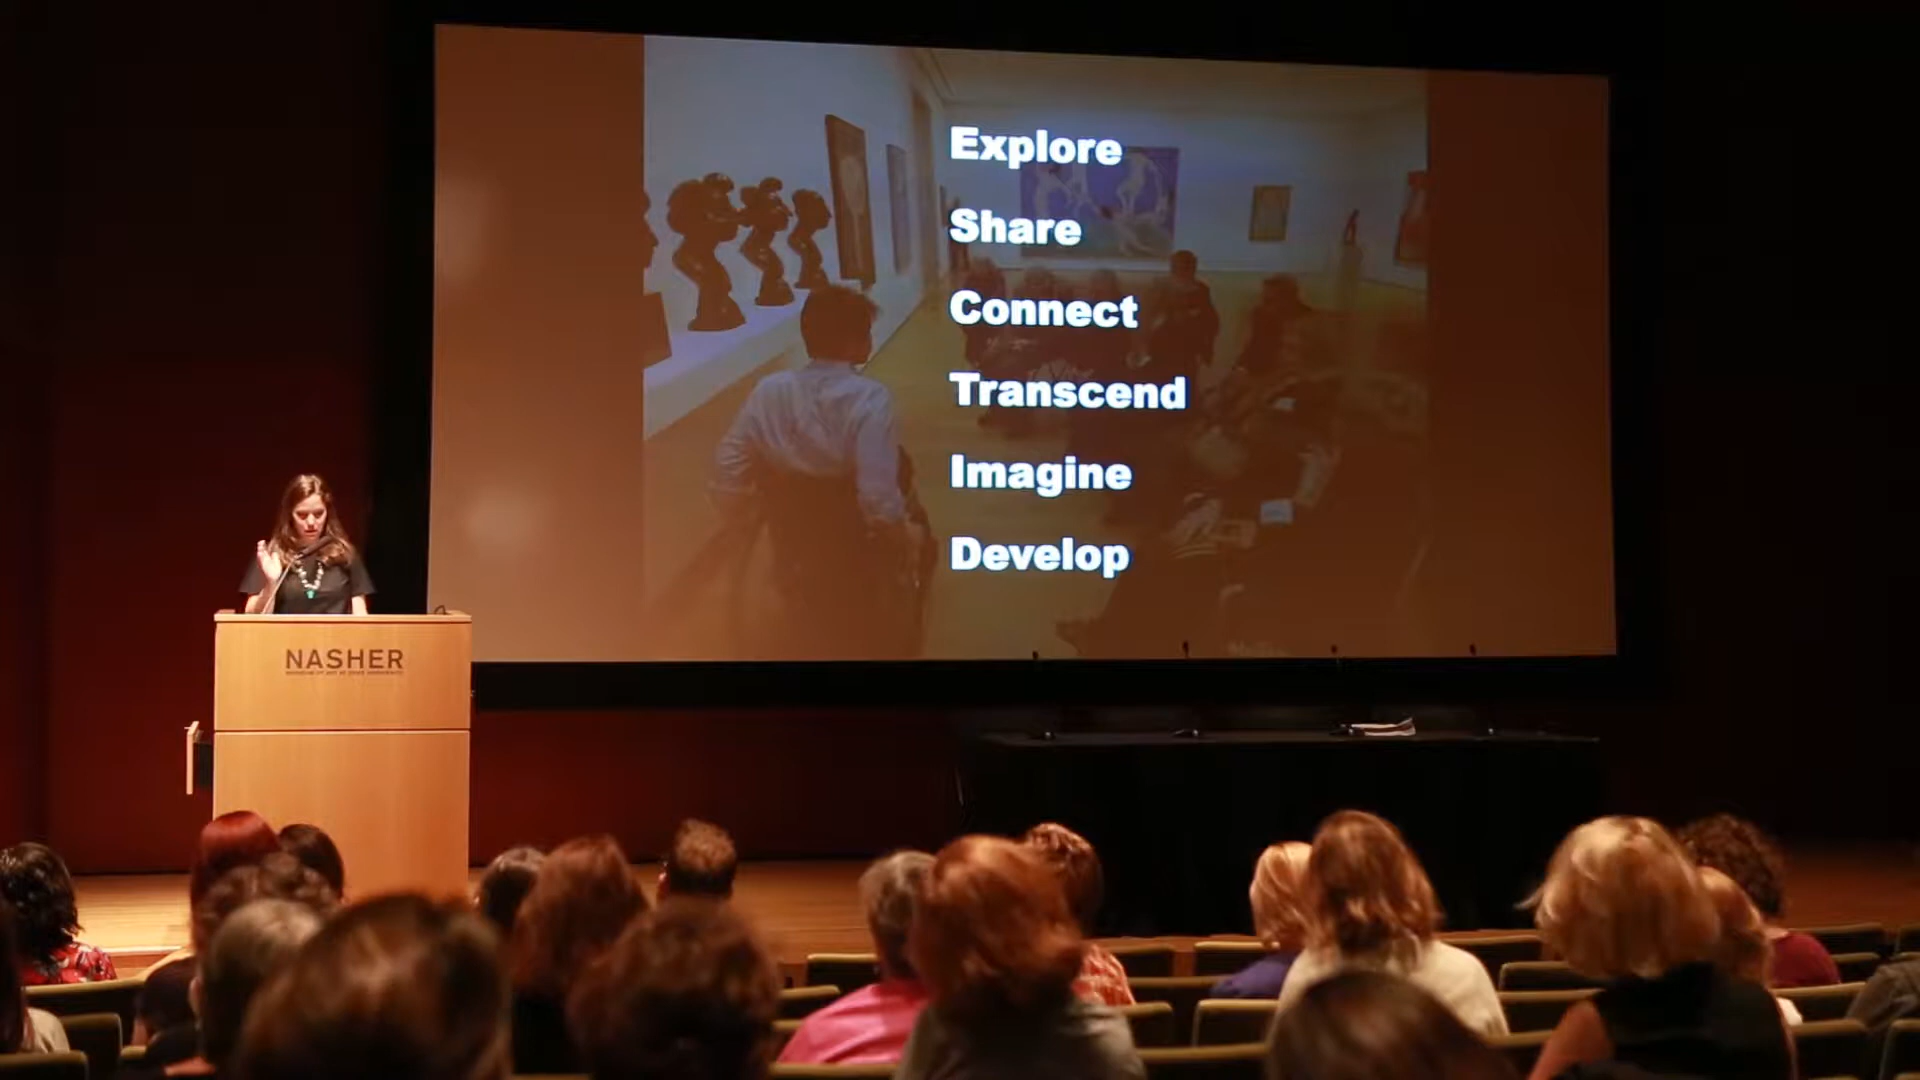 Explore
Share
Connect
Transcend
Imagine
Develop
NASHER